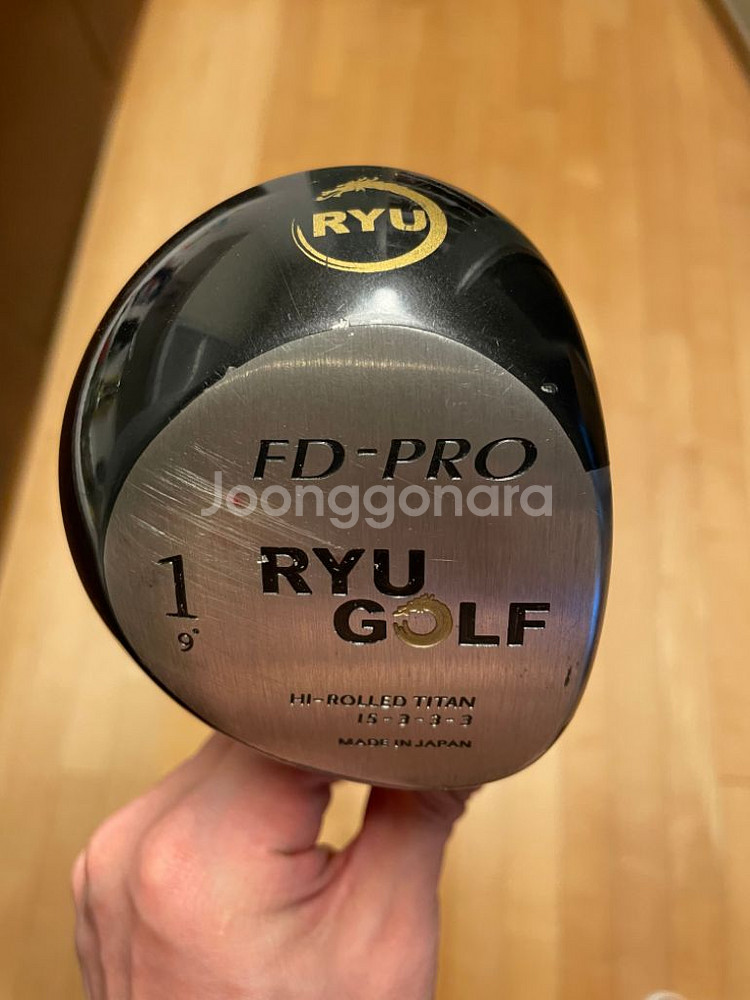 RYU
FD-PRO
Joonggonara
1
9°
RYU
GOLF
HI-ROLLED TITAN
15-3-3-3
MADE IN JAPAN